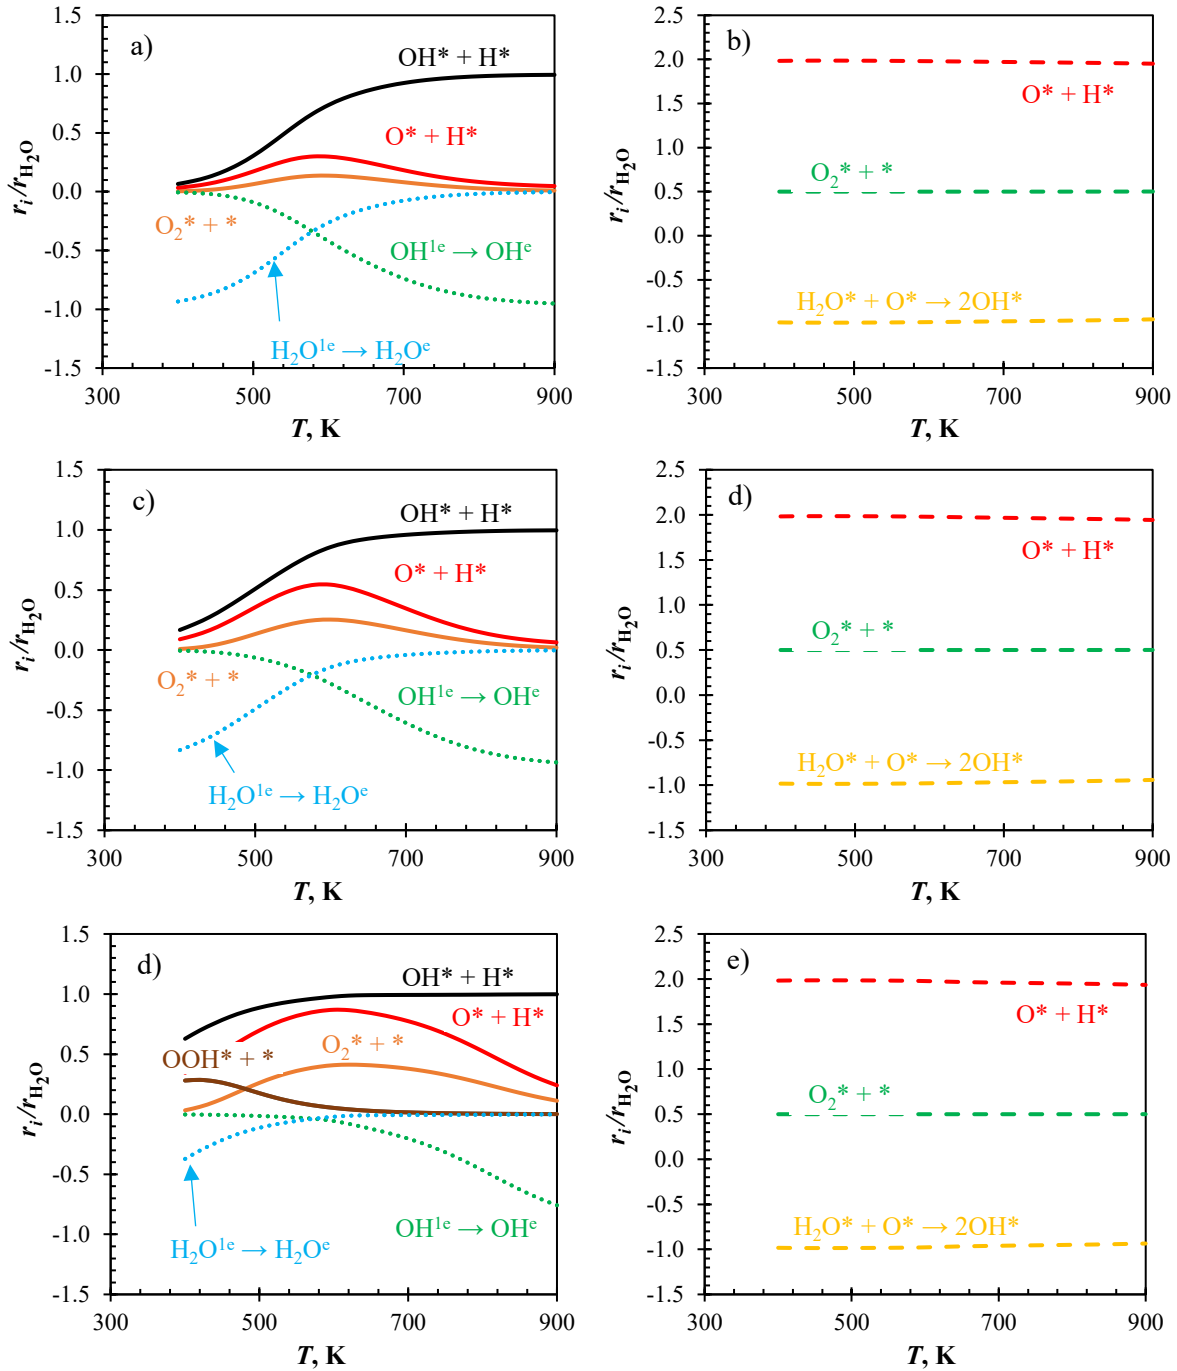 a)
1.5
1.0
0.5
0.0
-0.5
-1.0
-1.5
300 500 700 900
T, K
rᵢ/r_H₂O
OH* + H*
O* + H*
O₂* + *
OH¹ᵉ → OHᵉ
H₂O¹ᵉ → H₂Oᵉ
b)
2.5
2.0
1.5
1.0
0.5
0.0
-0.5
-1.0
-1.5
300 500 700 900
T, K
rᵢ/r_H₂O
O* + H*
O₂* + *
H₂O* + O* → 2OH*
c)
1.5
1.0
0.5
0.0
-0.5
-1.0
-1.5
300 500 700 900
T, K
rᵢ/r_H₂O
OH* + H*
O* + H*
O₂* + *
OH¹ᵉ → OHᵉ
H₂O¹ᵉ → H₂Oᵉ
d)
2.5
2.0
1.5
1.0
0.5
0.0
-0.5
-1.0
-1.5
300 500 700 900
T, K
rᵢ/r_H₂O
O* + H*
O₂* + *
H₂O* + O* → 2OH*
d)
1.5
1.0
0.5
0.0
-0.5
-1.0
-1.5
300 500 700 900
T, K
rᵢ/r_H₂O
OH* + H*
O* + H*
O₂* + *
OOH* + *
OH¹ᵉ → OHᵉ
H₂O¹ᵉ → H₂Oᵉ
e)
2.5
2.0
1.5
1.0
0.5
0.0
-0.5
-1.0
-1.5
300 500 700 900
T, K
rᵢ/r_H₂O
O* + H*
O₂* + *
H₂O* + O* → 2OH*